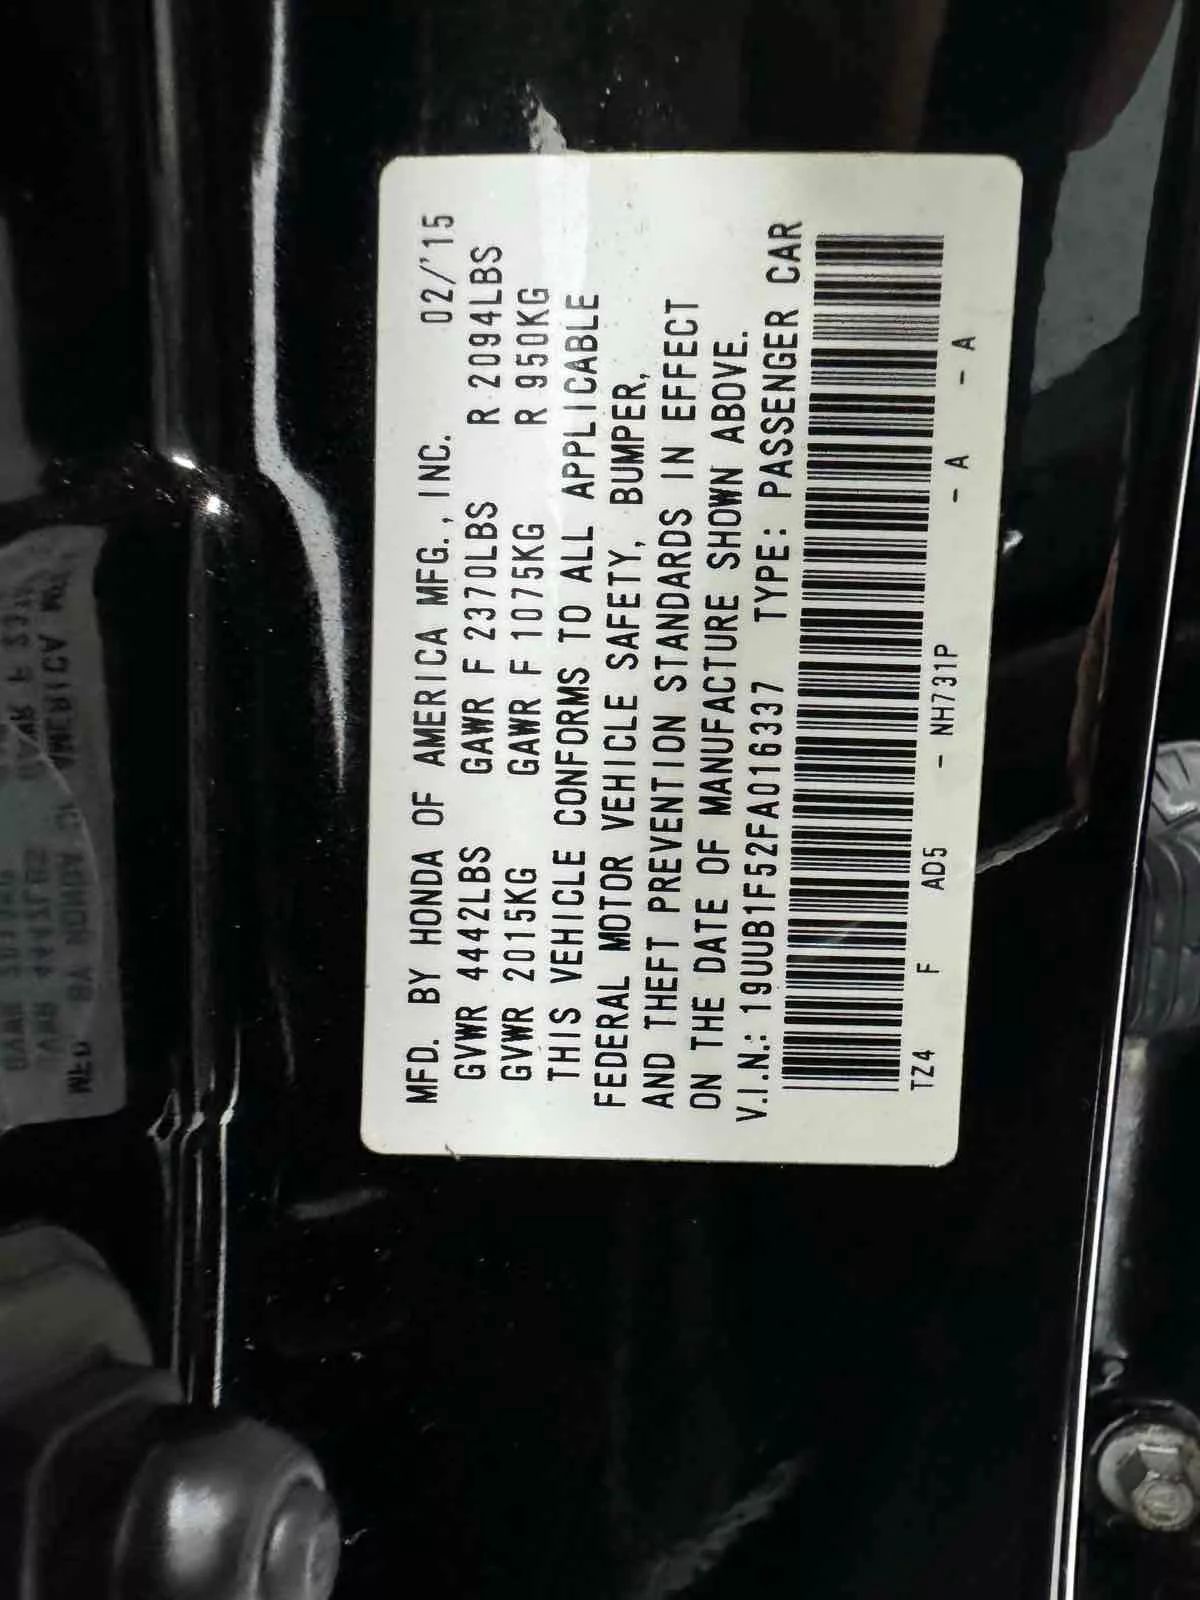 MFD. BY HONDA OF AMERICA MFG., INC. 02/'15
GVWR 4442LBS GAWR F 2370LBS R 2094LBS
GVWR 2015KG GAWR F 1075KG R 950KG
THIS VEHICLE CONFORMS TO ALL APPLICABLE
FEDERAL MOTOR VEHICLE SAFETY, BUMPER,
AND THEFT PREVENTION STANDARDS IN EFFECT
ON THE DATE OF MANUFACTURE SHOWN ABOVE.
V.I.N.: 19UUB1F52FA016337 TYPE: PASSENGER CAR
TZ4 F AD5 - NH731P - A - A